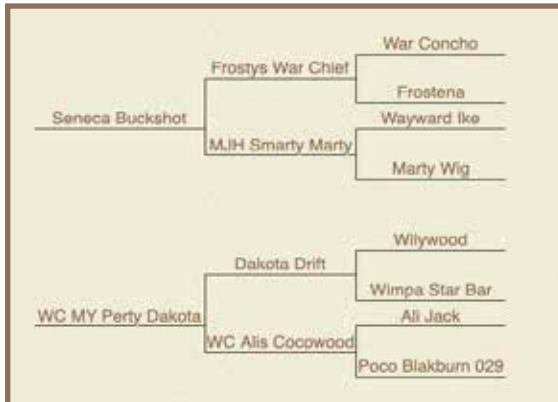 War Concho
Frostys War Chief
Frostena
Seneca Buckshot
Wayward Ike
MJH Smarty Marty
Marty Wig
Wilywood
Dakota Drift
Wimpa Star Bar
WC MY Perty Dakota
Ali Jack
WC Alis Cocowood
Poco Blakburn 029